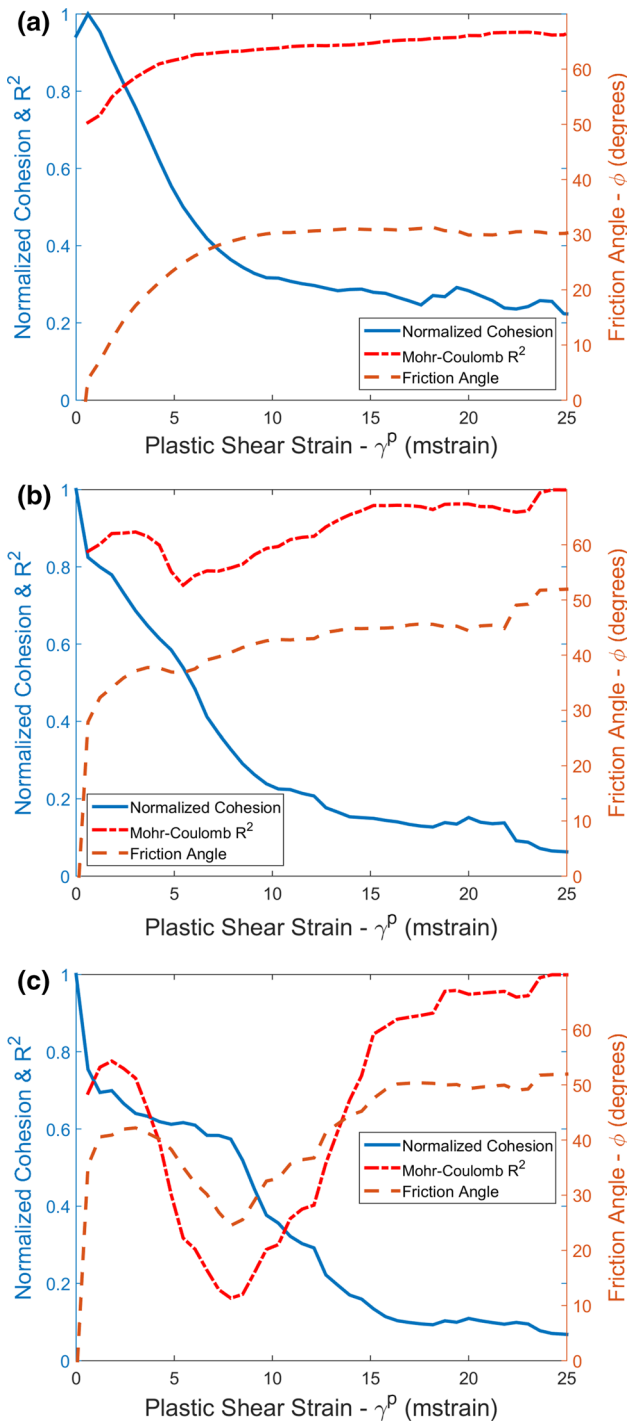 (a)
1
0.8
0.6
0.4
0.2
0
Normalized Cohesion & R²
60
50
40
30
20
10
0
Friction Angle - ϕ (degrees)
Normalized Cohesion
Mohr-Coulomb R²
Friction Angle
0 5 10 15 20 25
Plastic Shear Strain - γᵖ (mstrain)
(b)
1
0.8
0.6
0.4
0.2
0
Normalized Cohesion & R²
60
50
40
30
20
10
0
Friction Angle - ϕ (degrees)
Normalized Cohesion
Mohr-Coulomb R²
Friction Angle
0 5 10 15 20 25
Plastic Shear Strain - γᵖ (mstrain)
(c)
1
0.8
0.6
0.4
0.2
0
Normalized Cohesion & R²
60
50
40
30
20
10
0
Friction Angle - ϕ (degrees)
Normalized Cohesion
Mohr-Coulomb R²
Friction Angle
0 5 10 15 20 25
Plastic Shear Strain - γᵖ (mstrain)